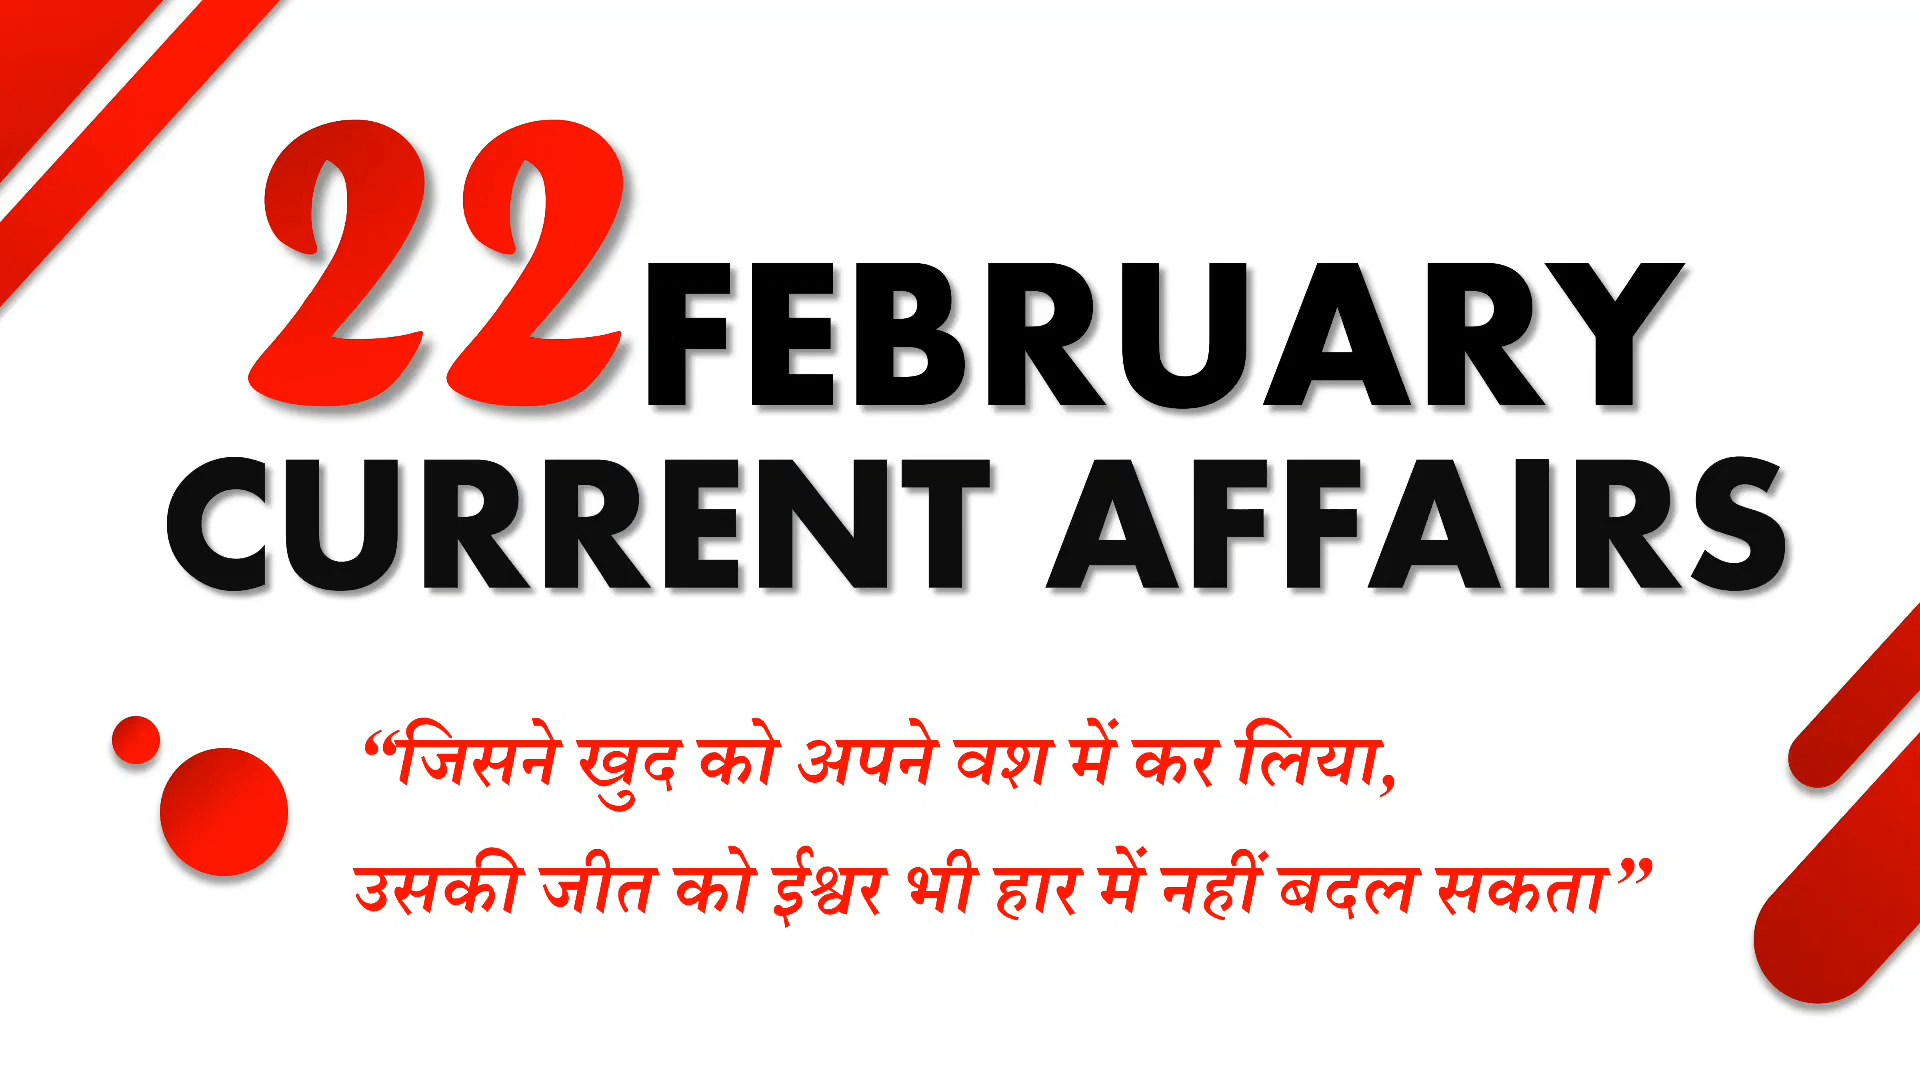 22 FEBRUARY
CURRENT AFFAIRS
“जिसने खुद को अपने वश में कर लिया,
उसकी जीत को ईश्वर भी हार में नहीं बदल सकता”